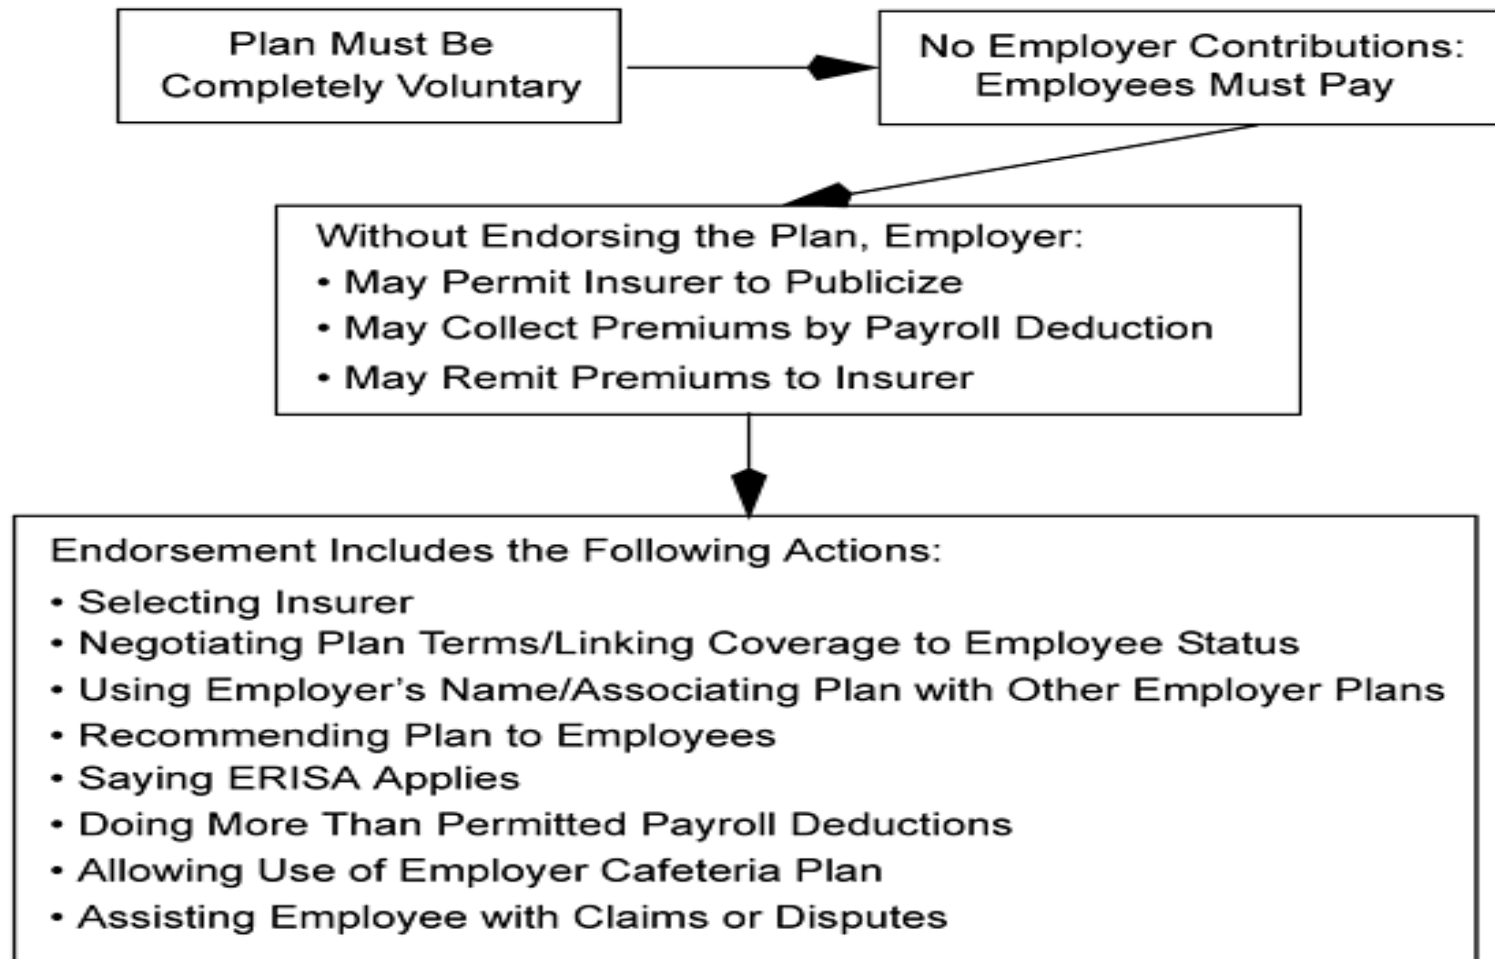 Plan Must Be
Completely Voluntary
No Employer Contributions:
Employees Must Pay
Without Endorsing the Plan, Employer:
• May Permit Insurer to Publicize
• May Collect Premiums by Payroll Deduction
• May Remit Premiums to Insurer
Endorsement Includes the Following Actions:
• Selecting Insurer
• Negotiating Plan Terms/Linking Coverage to Employee Status
• Using Employer’s Name/Associating Plan with Other Employer Plans
• Recommending Plan to Employees
• Saying ERISA Applies
• Doing More Than Permitted Payroll Deductions
• Allowing Use of Employer Cafeteria Plan
• Assisting Employee with Claims or Disputes